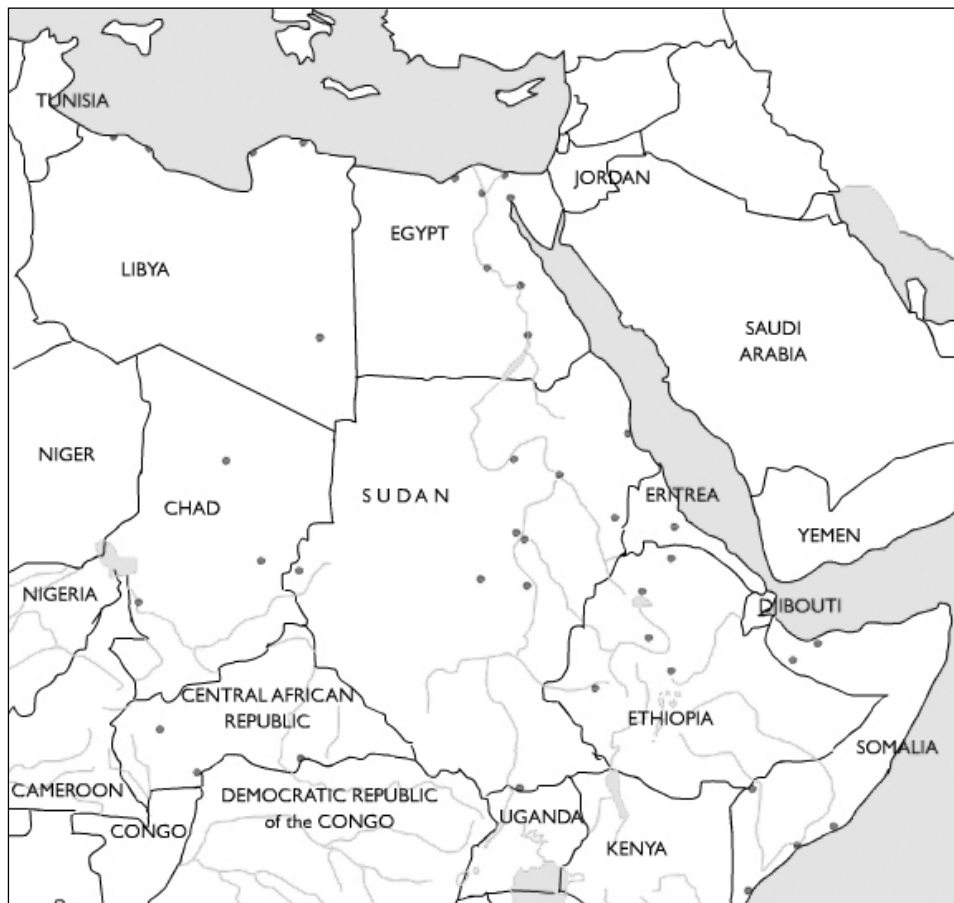 TUNISIA
JORDAN
EGYPT
LIBYA
SAUDI
ARABIA
NIGER
CHAD
SUDAN
ERITREA
YEMEN
NIGERIA
DJIBOUTI
CENTRAL AFRICAN
REPUBLIC
ETHIOPIA
SOMALIA
CAMEROON
DEMOCRATIC REPUBLIC
of the CONGO
CONGO
UGANDA
KENYA